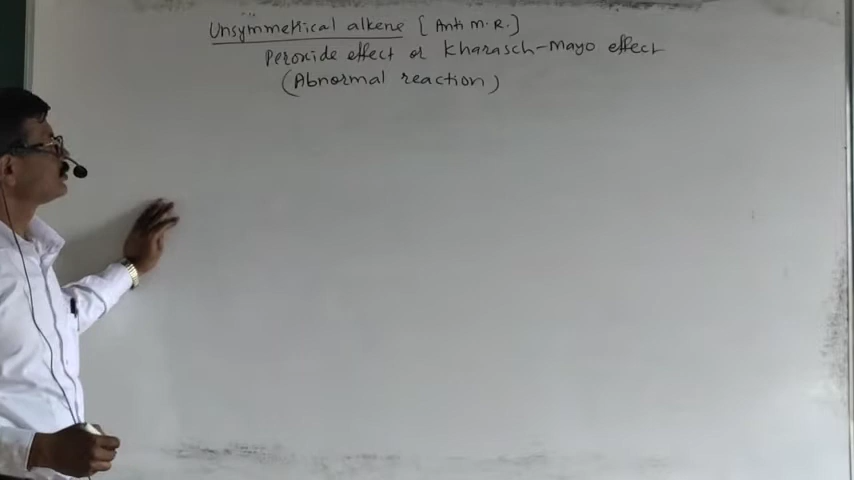 Unsymmetrical alkene [Anti M.R.]
Peroxide effect or Kharasch-Mayo effect
(Abnormal reaction)